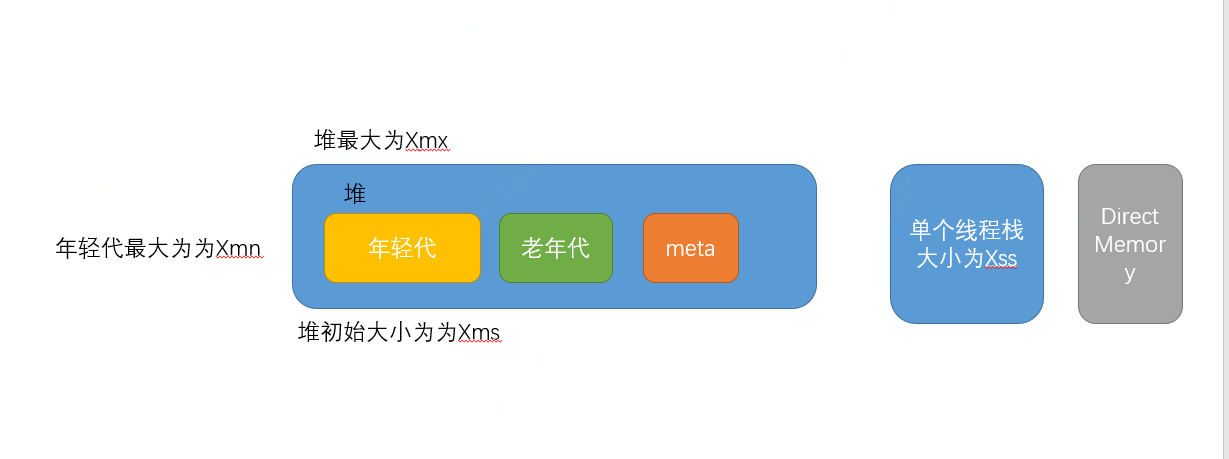 堆最大为Xmx
堆
年轻代最大为为Xmn
年轻代
老年代
meta
堆初始大小为为Xms
单个线程栈
大小为Xss
Direct
Memor
y